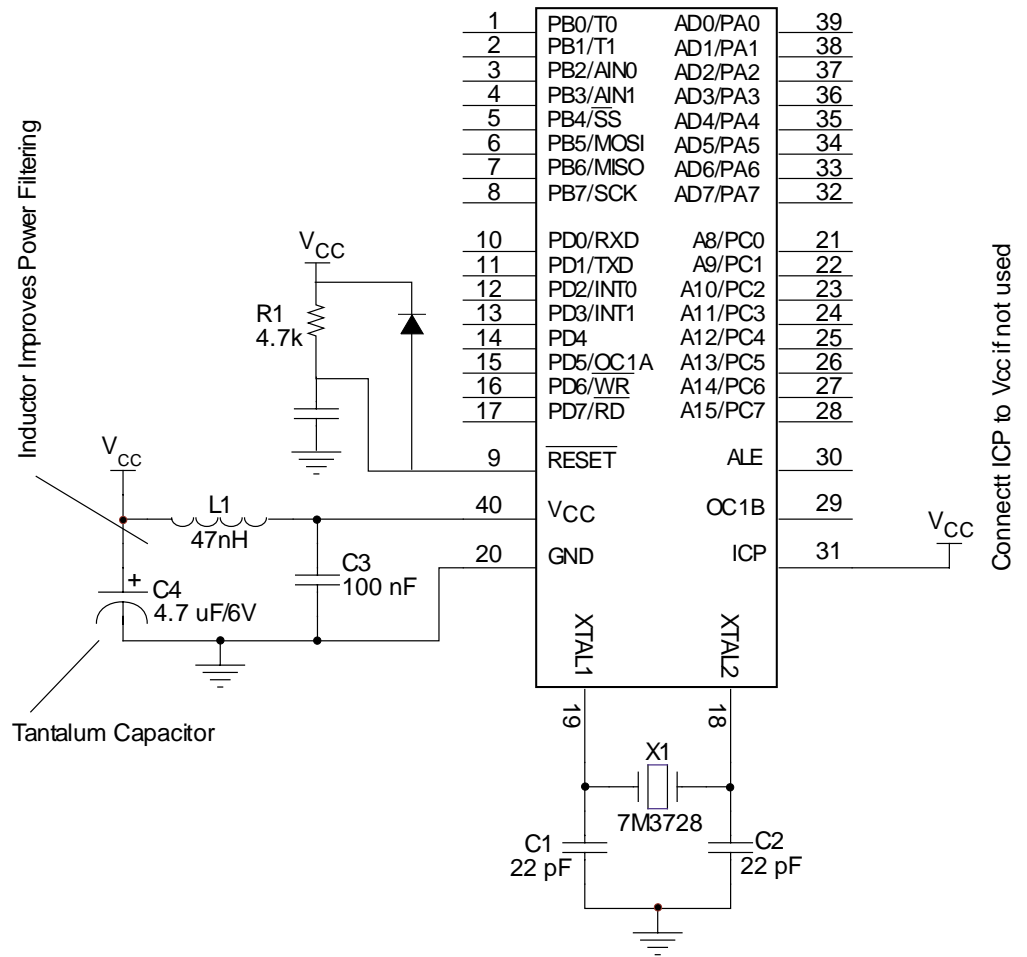 1 PB0/T0 AD0/PA0 39
2 PB1/T1 AD1/PA1 38
3 PB2/AIN0 AD2/PA2 37
4 PB3/AIN1 AD3/PA3 36
5 PB4/SS AD4/PA4 35
6 PB5/MOSI AD5/PA5 34
7 PB6/MISO AD6/PA6 33
8 PB7/SCK AD7/PA7 32
10 PD0/RXD A8/PC0 21
11 PD1/TXD A9/PC1 22
12 PD2/INT0 A10/PC2 23
13 PD3/INT1 A11/PC3 24
14 PD4 A12/PC4 25
15 PD5/OC1A A13/PC5 26
16 PD6/WR A14/PC6 27
17 PD7/RD A15/PC7 28
9 RESET ALE 30
40 VCC OC1B 29
20 GND ICP 31
XTAL1
XTAL2
19
18
Inductor Improves Power Filtering
VCC
R1
4.7k
VCC
L1
47nH
C3
100 nF
+
C4
4.7 uF/6V
Tantalum Capacitor
VCC
Connectt ICP to Vcc if not used
X1
7M3728
C1
22 pF
C2
22 pF